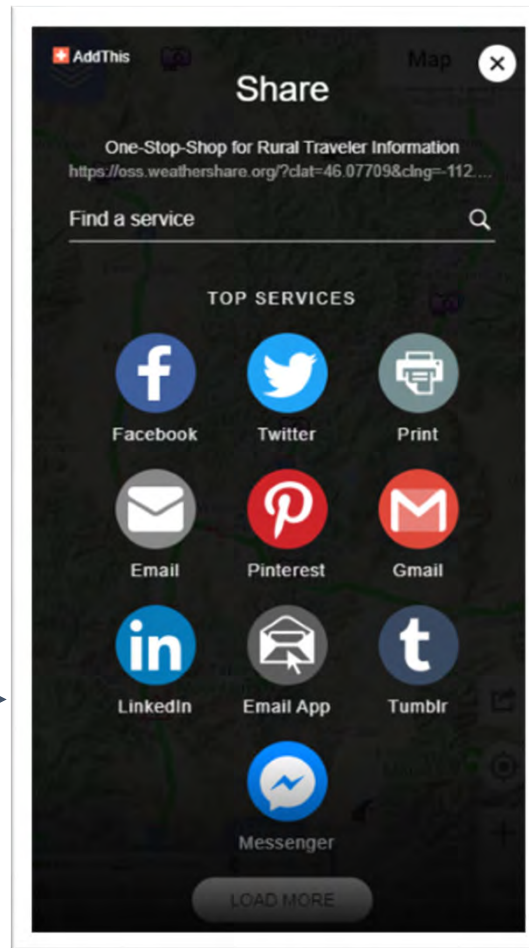 AddThis
Map
Share
One-Stop-Shop for Rural Traveler Information
https://oss.weathershare.org/?clat=46.07709&clng=-112....
Find a service
TOP SERVICES
Facebook Twitter Print
Email Pinterest Gmail
LinkedIn Email App Tumblr
Messenger
LOAD MORE